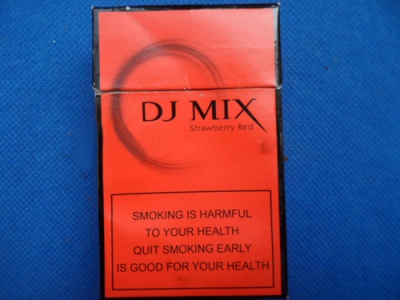 DJ MIX
Strawberry Red
SMOKING IS HARMFUL
TO YOUR HEALTH
QUIT SMOKING EARLY
IS GOOD FOR YOUR HEALTH